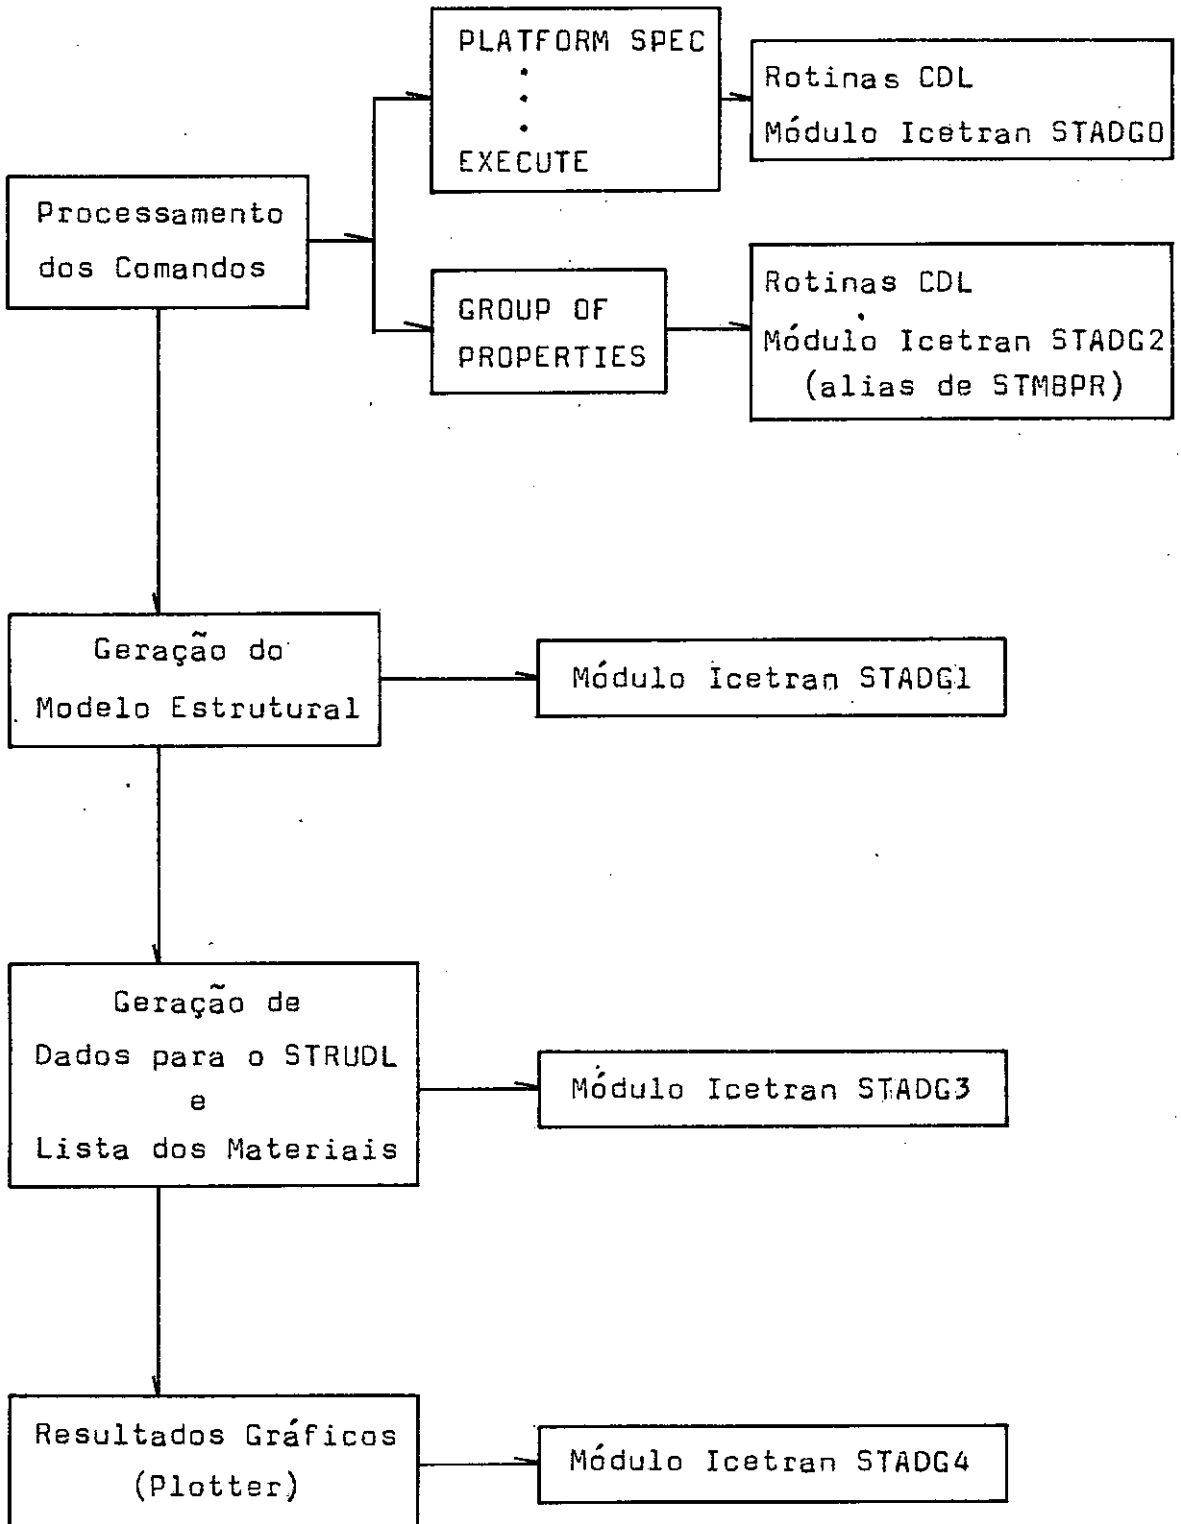 PLATFORM SPEC
.
.
.
EXECUTE
Rotinas CDL
Módulo Icetran STADG0
Processamento
dos Comandos
GROUP OF
PROPERTIES
Rotinas CDL
Módulo Icetran STADG2
(alias de STMBPR)
Geração do
Modelo Estrutural
Módulo Icetran STADG1
Geração de
Dados para o STRUDL
e
Lista dos Materiais
Módulo Icetran STADG3
Resultados Gráficos
(Plotter)
Módulo Icetran STADG4